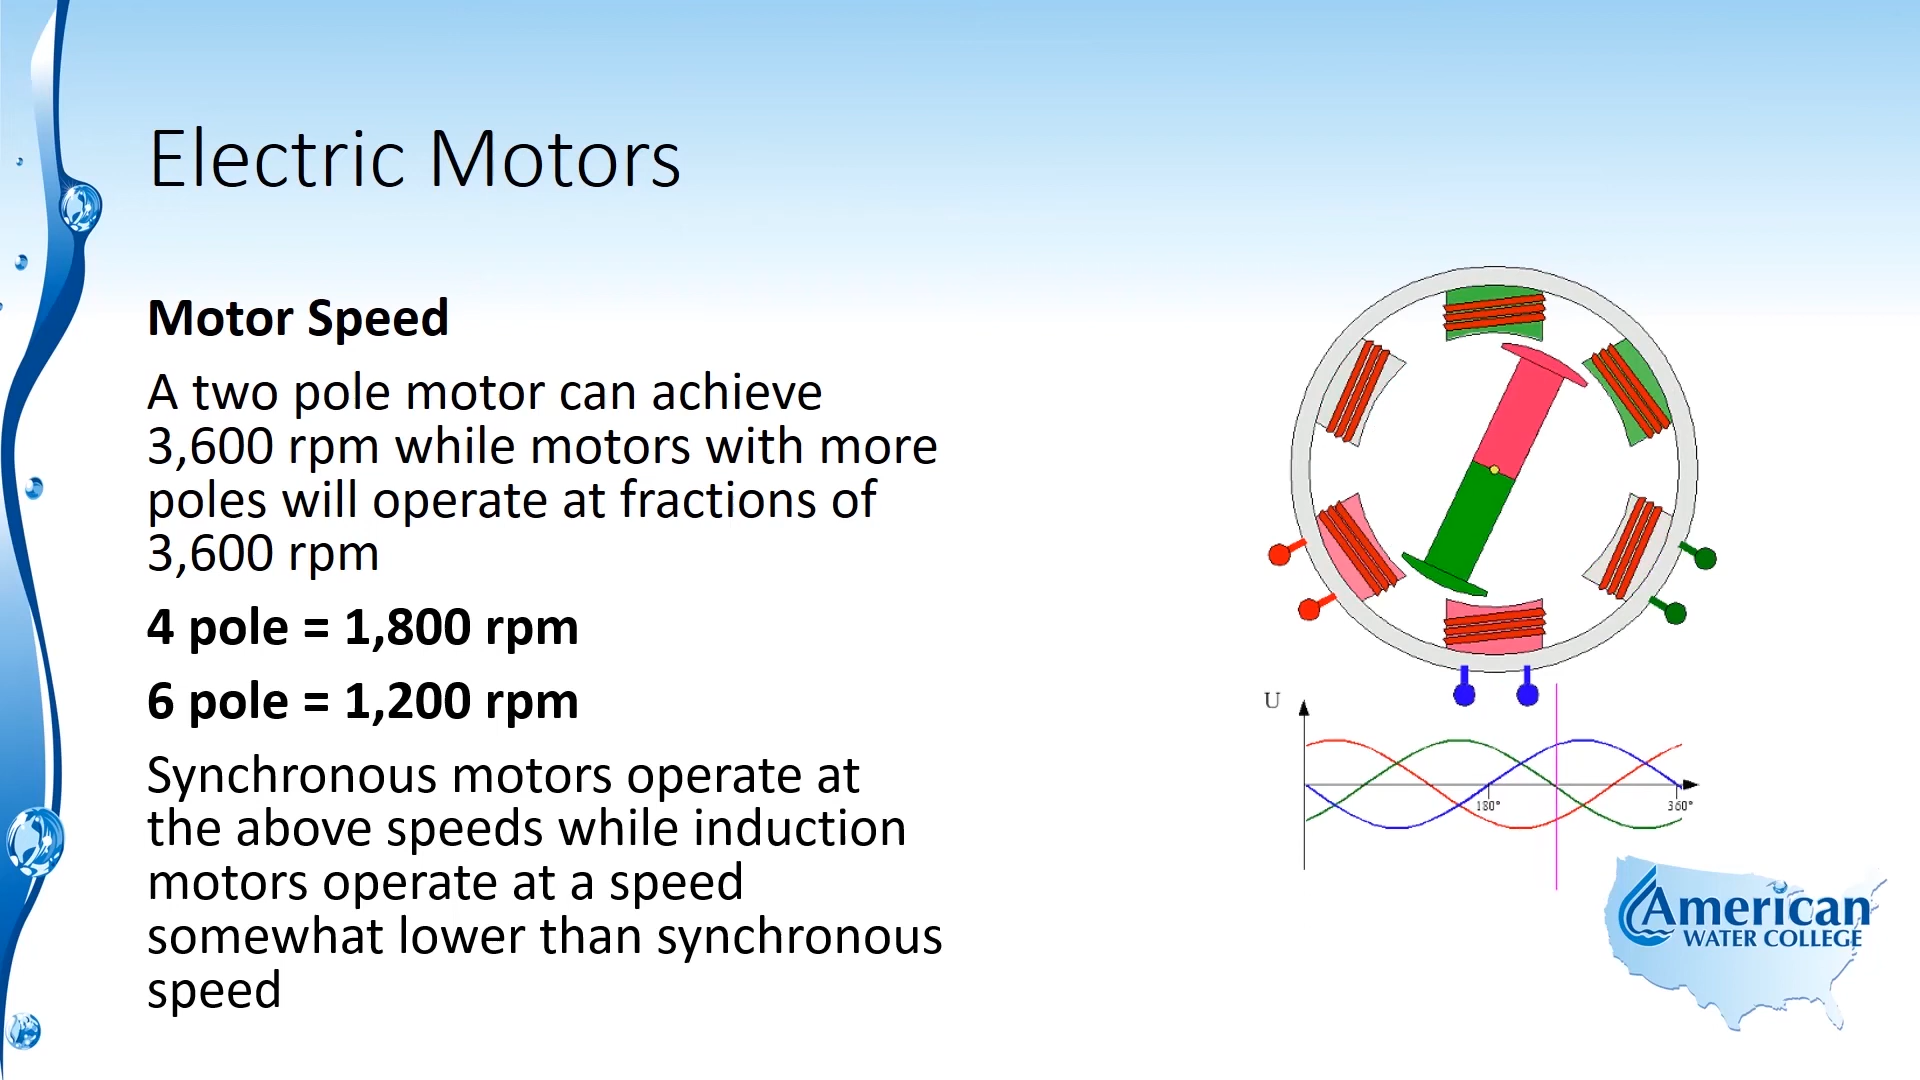 Electric Motors
Motor Speed
A two pole motor can achieve
3,600 rpm while motors with more
poles will operate at fractions of
3,600 rpm
4 pole = 1,800 rpm
6 pole = 1,200 rpm
Synchronous motors operate at
the above speeds while induction
motors operate at a speed
somewhat lower than synchronous
speed
U
180°
360°
American
WATER COLLEGE